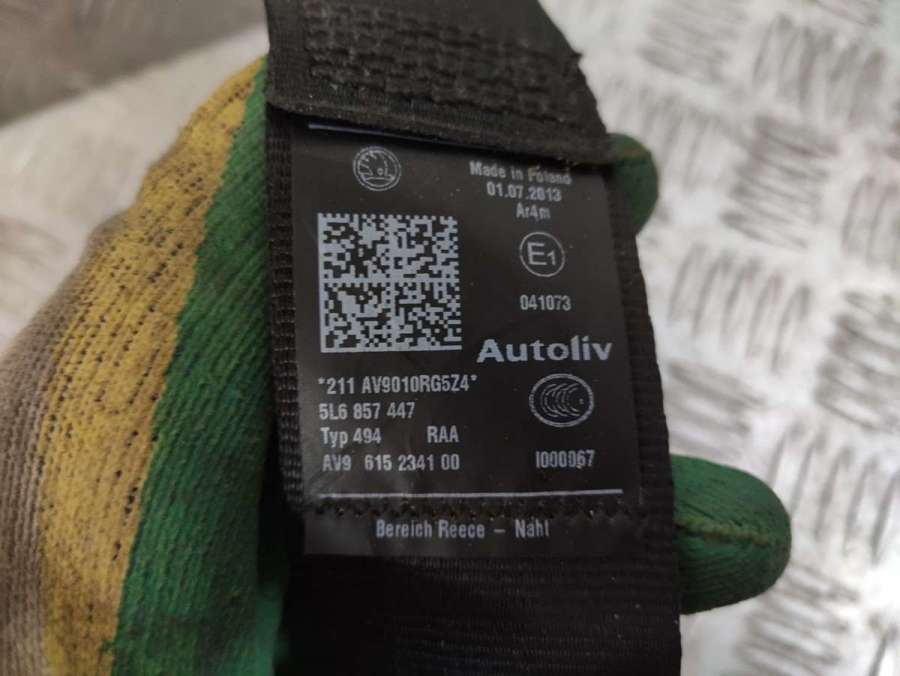 Made in Poland
01.07.2013
Ar4m
E1
041073
Autoliv
*211 AV9010RG5Z4*
5L6 857 447
Typ 494 RAA
AV9 615 2341 00 I000067
Bereich Reece - Naht